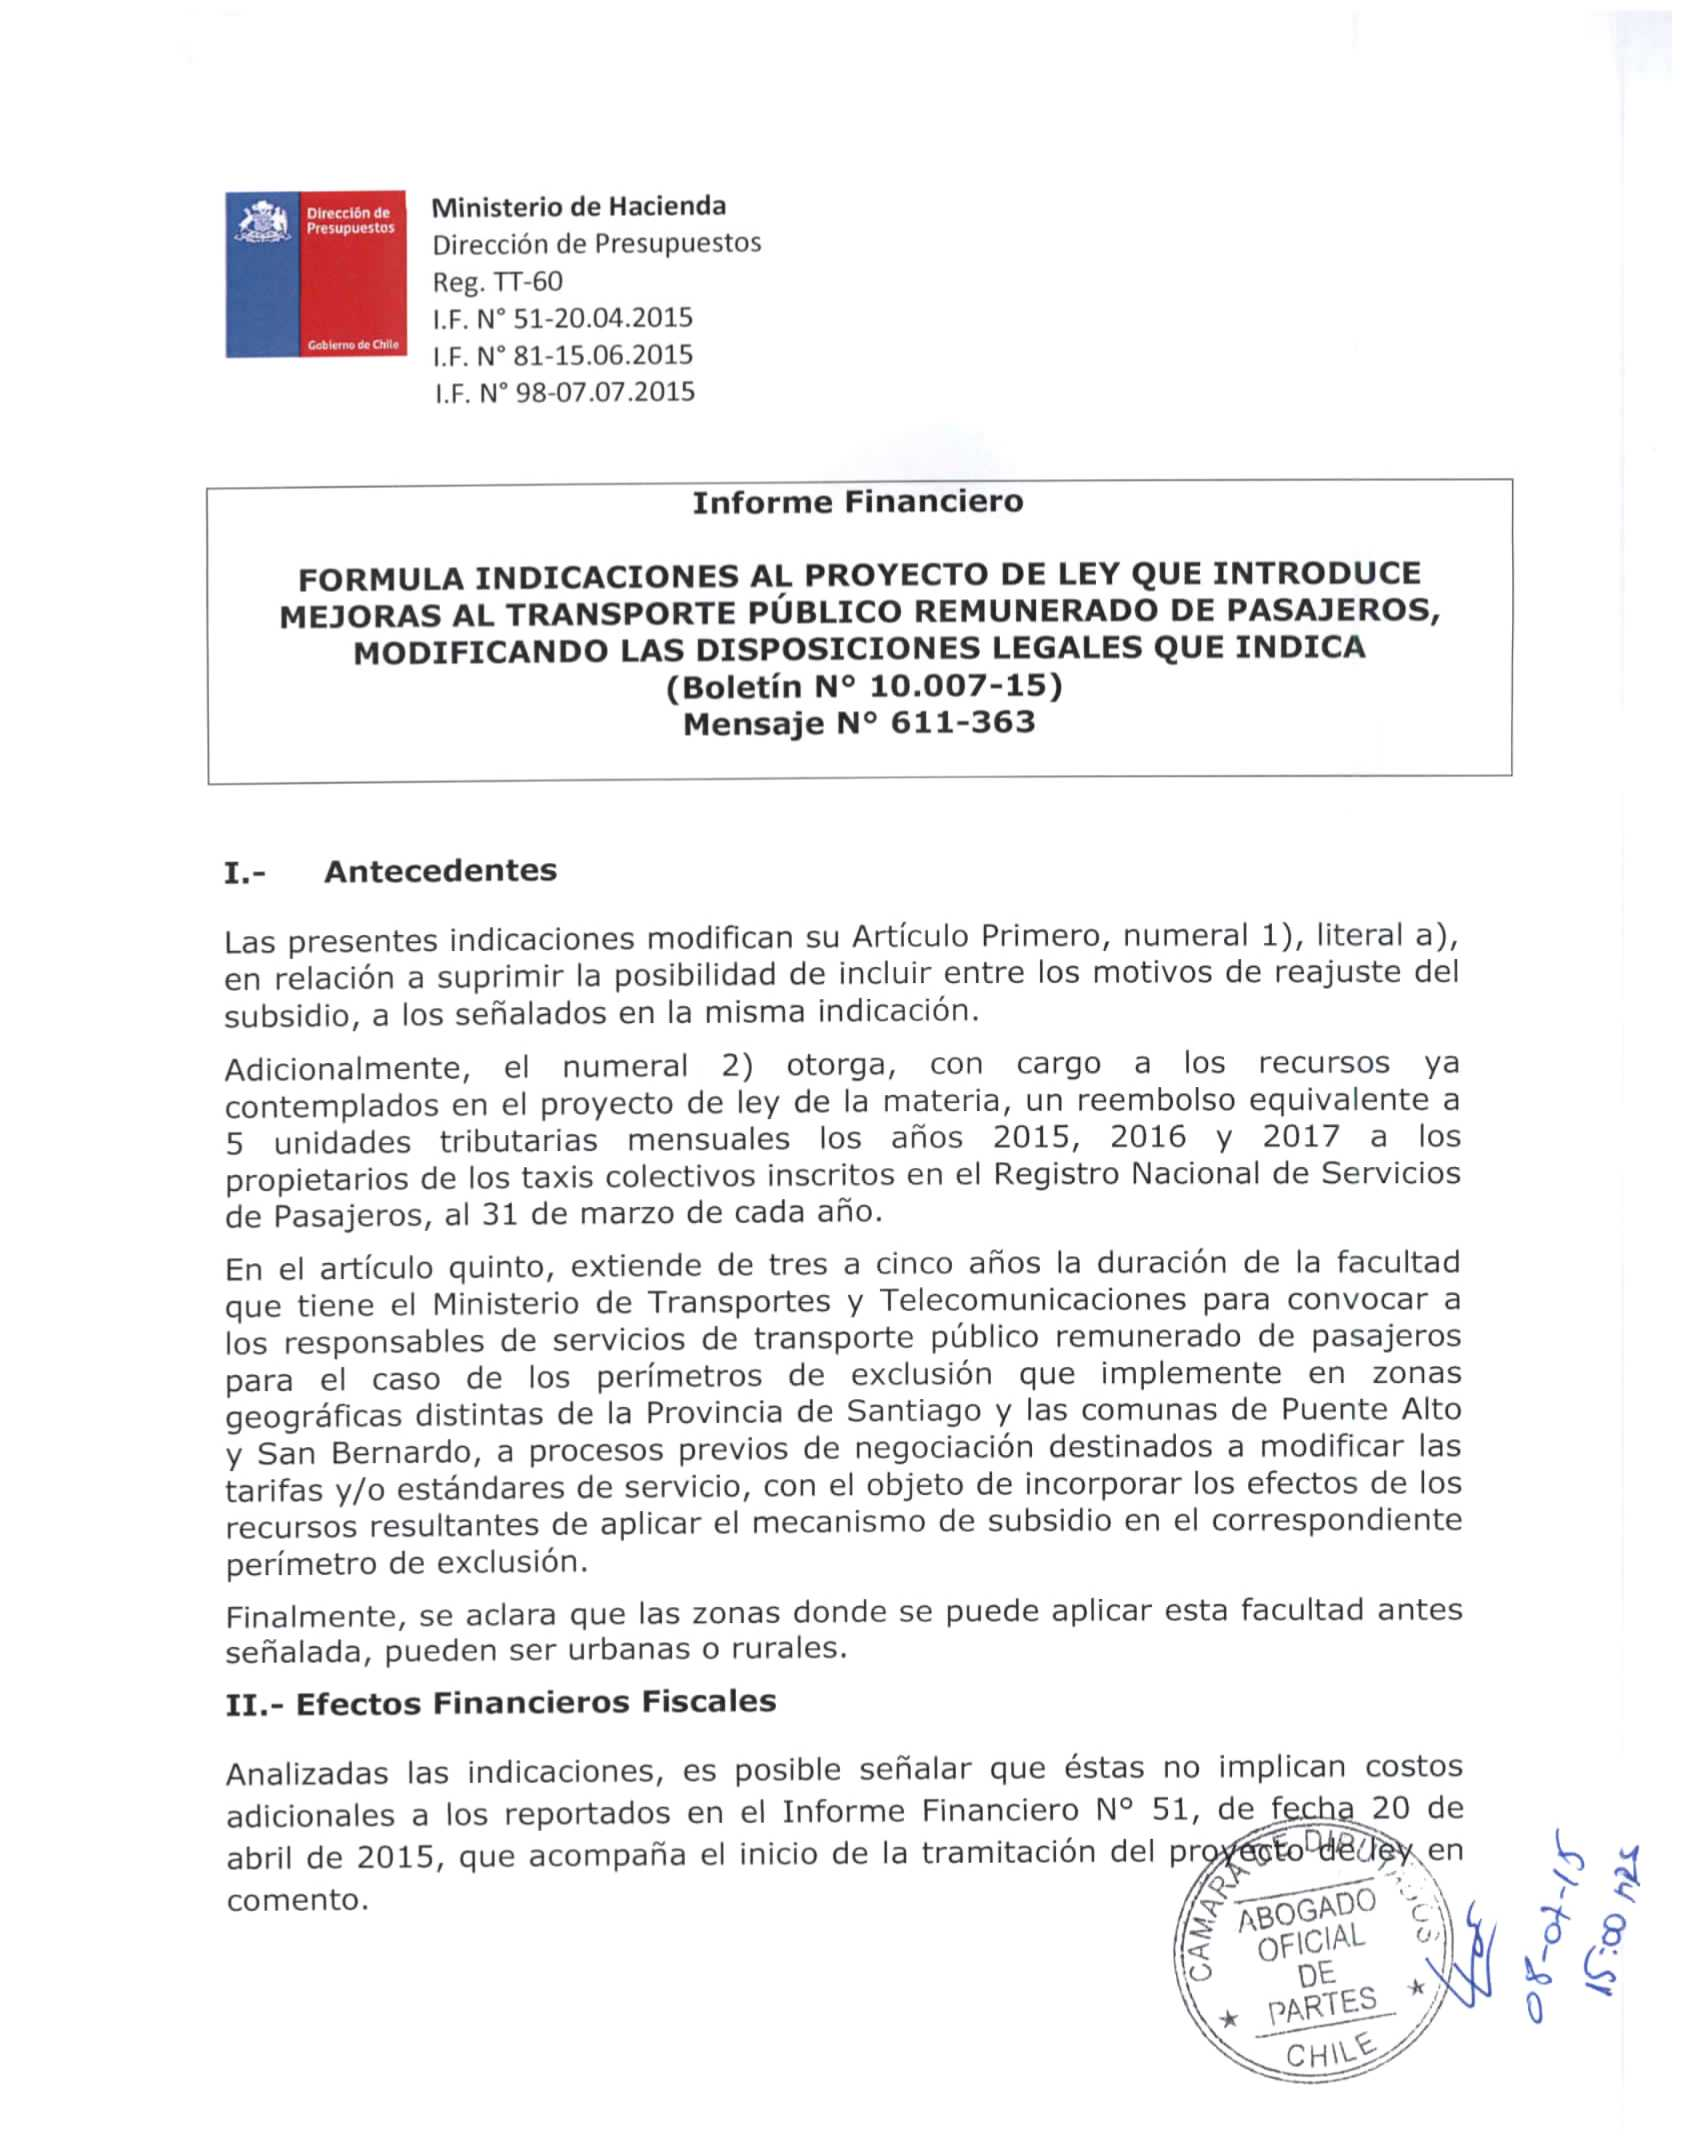 Dirección de
Presupuestos
Gobierno de Chile
Ministerio de Hacienda
Dirección de Presupuestos
Reg. TT-60
I.F. N° 51-20.04.2015
I.F. N° 81-15.06.2015
I.F. N° 98-07.07.2015
Informe Financiero
FORMULA INDICACIONES AL PROYECTO DE LEY QUE INTRODUCE
MEJORAS AL TRANSPORTE PÚBLICO REMUNERADO DE PASAJEROS,
MODIFICANDO LAS DISPOSICIONES LEGALES QUE INDICA
(Boletín N° 10.007-15)
Mensaje N° 611-363
I.- Antecedentes
Las presentes indicaciones modifican su Artículo Primero, numeral 1), literal a),
en relación a suprimir la posibilidad de incluir entre los motivos de reajuste del
subsidio, a los señalados en la misma indicación.
Adicionalmente, el numeral 2) otorga, con cargo a los recursos ya
contemplados en el proyecto de ley de la materia, un reembolso equivalente a
5 unidades tributarias mensuales los años 2015, 2016 y 2017 a los
propietarios de los taxis colectivos inscritos en el Registro Nacional de Servicios
de Pasajeros, al 31 de marzo de cada año.
En el artículo quinto, extiende de tres a cinco años la duración de la facultad
que tiene el Ministerio de Transportes y Telecomunicaciones para convocar a
los responsables de servicios de transporte público remunerado de pasajeros
para el caso de los perímetros de exclusión que implemente en zonas
geográficas distintas de la Provincia de Santiago y las comunas de Puente Alto
y San Bernardo, a procesos previos de negociación destinados a modificar las
tarifas y/o estándares de servicio, con el objeto de incorporar los efectos de los
recursos resultantes de aplicar el mecanismo de subsidio en el correspondiente
perímetro de exclusión.
Finalmente, se aclara que las zonas donde se puede aplicar esta facultad antes
señalada, pueden ser urbanas o rurales.
II.- Efectos Financieros Fiscales
Analizadas las indicaciones, es posible señalar que éstas no implican costos
adicionales a los reportados en el Informe Financiero N° 51, de fecha 20 de
abril de 2015, que acompaña el inicio de la tramitación del proyecto de ley en
comento.
CAMARA DE DIPUTADOS
ABOGADO
OFICIAL
DE
PARTES
CHILE
08-07-15
15:00 hrs